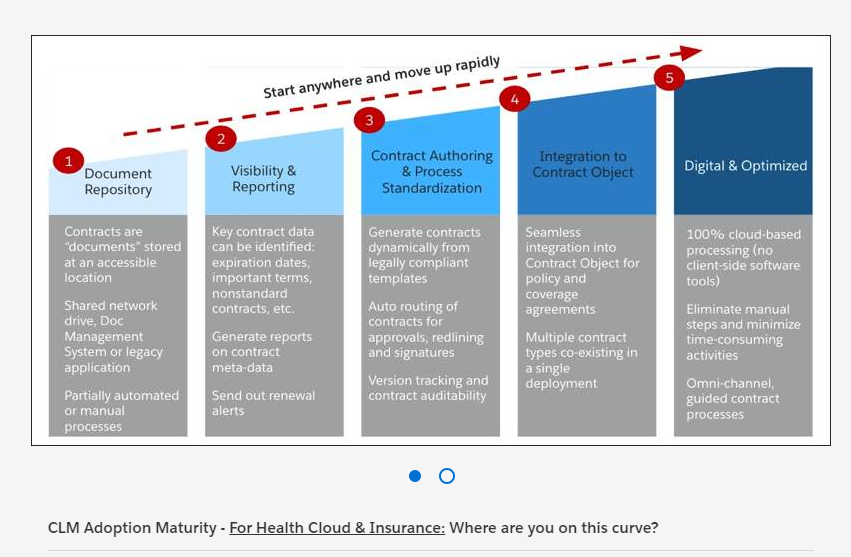 Start anywhere and move up rapidly
1
Document
Repository
Contracts are
“documents” stored
at an accessible
location
Shared network
drive, Doc
Management
System or legacy
application
Partially automated
or manual
processes
2
Visibility &
Reporting
Key contract data
can be identified:
expiration dates,
important terms,
nonstandard
contracts, etc.
Generate reports
on contract
meta-data
Send out renewal
alerts
3
Contract Authoring
& Process
Standardization
Generate contracts
dynamically from
legally compliant
templates
Auto routing of
contracts for
approvals, redlining
and signatures
Version tracking and
contract auditability
4
Integration to
Contract Object
Seamless
integration into
Contract Object for
policy and
coverage
agreements
Multiple contract
types co-existing in
a single
deployment
5
Digital & Optimized
100% cloud-based
processing (no
client-side software
tools)
Eliminate manual
steps and minimize
time-consuming
activities
Omni-channel,
guided contract
processes
CLM Adoption Maturity - For Health Cloud & Insurance: Where are you on this curve?